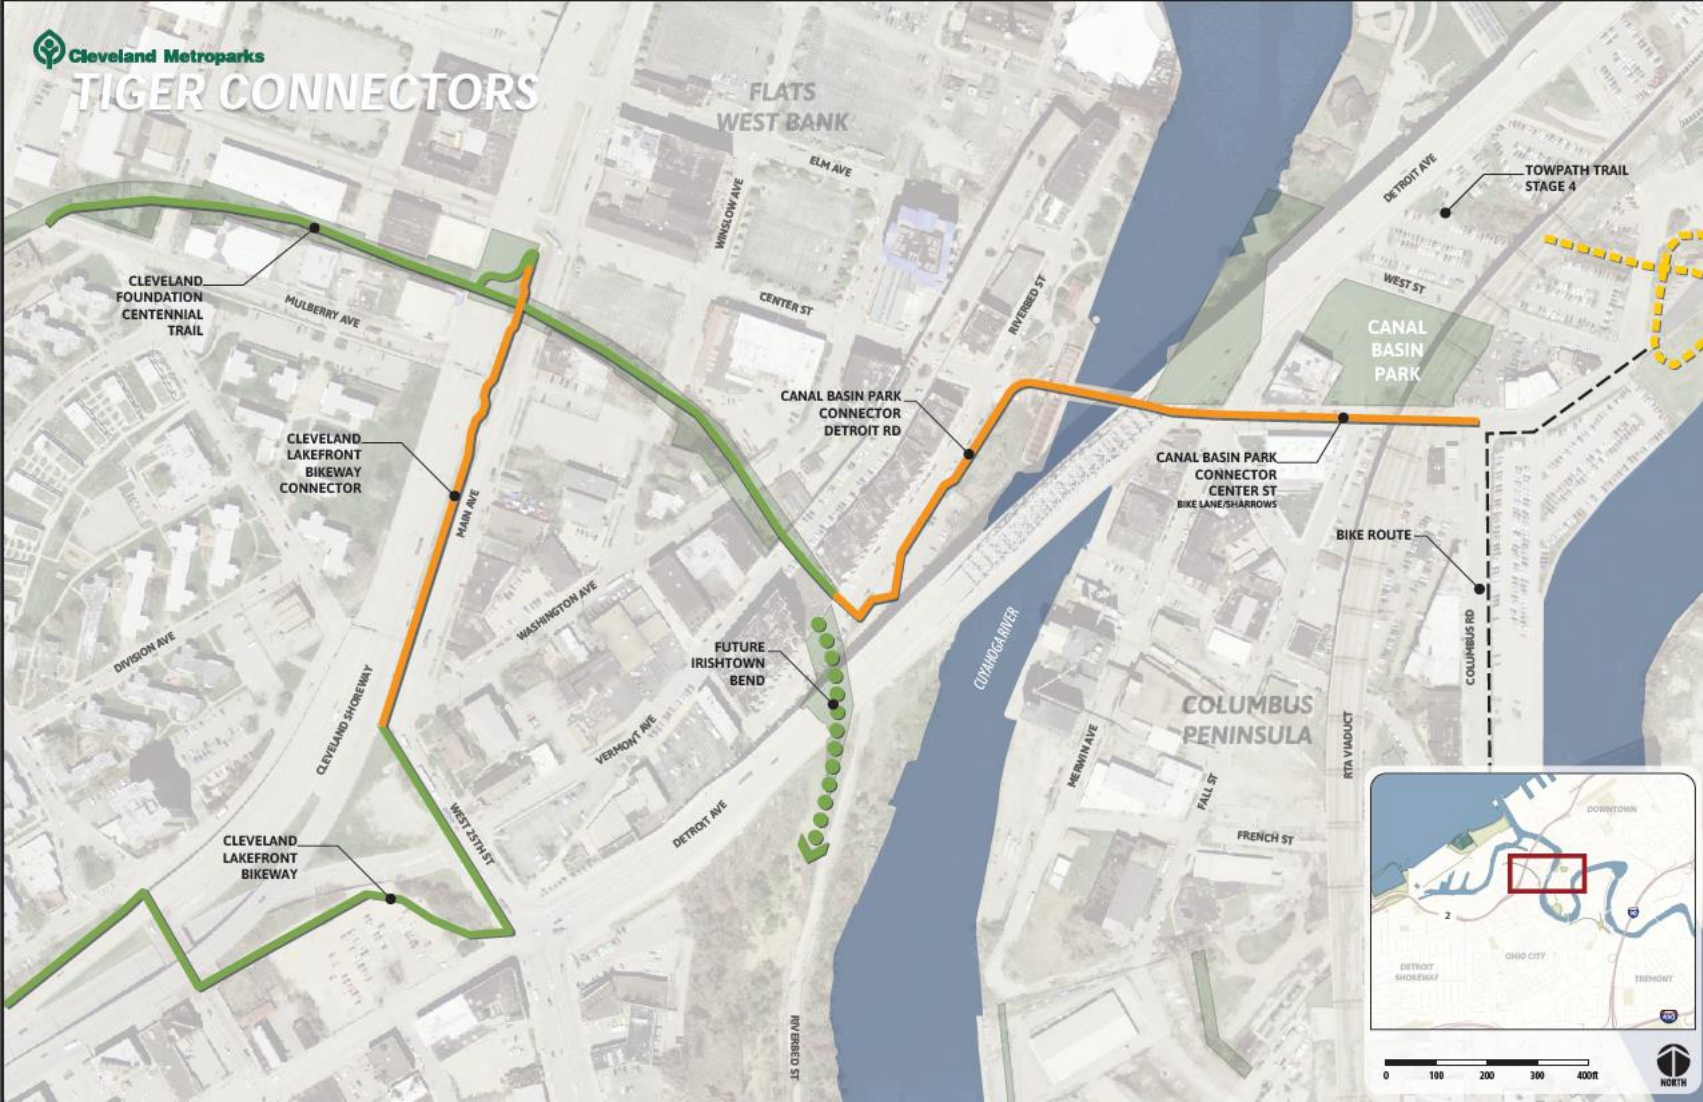 Cleveland Metroparks
TIGER CONNECTORS
FLATS
WEST BANK
ELM AVE
WINSLOW AVE
DETROIT AVE
TOWPATH TRAIL
STAGE 4
CLEVELAND
FOUNDATION
CENTENNIAL
TRAIL
MULBERRY AVE
CENTER ST
RIVERBED ST
WEST ST
CANAL
BASIN
PARK
CANAL BASIN PARK
CONNECTOR
DETROIT RD
CLEVELAND
LAKEFRONT
BIKEWAY
CONNECTOR
MAIN AVE
CANAL BASIN PARK
CONNECTOR
CENTER ST
BIKE LANE/SHARROWS
BIKE ROUTE
WASHINGTON AVE
DIVISION AVE
FUTURE
IRISHTOWN
BEND
CUYAHOGA RIVER
COLUMBUS RD
CLEVELAND SHOREWAY
VERMONT AVE
COLUMBUS
PENINSULA
MERWIN AVE
RTA VIADUCT
FALL ST
WEST 25TH ST
DETROIT AVE
FRENCH ST
CLEVELAND
LAKEFRONT
BIKEWAY
RIVERBED ST
DOWNTOWN
2
90
OHIO CITY
DETROIT
SHOREWAY
TREMONT
490
0 100 200 300 400ft
NORTH